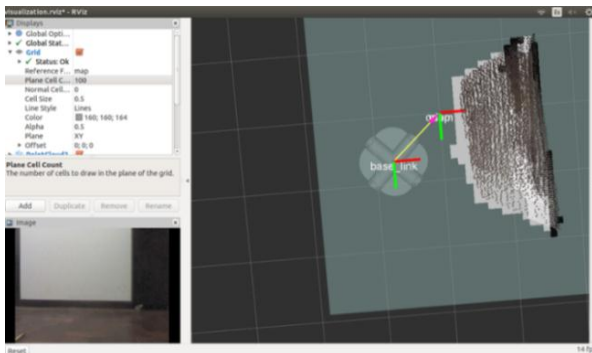 visualization.rviz* - RViz
Displays
Global Opti...
Global Stat...
Grid
Status: Ok
Reference F... map
Plane Cell C... 100
Normal Cell... 0
Cell Size 0.5
Line Style Lines
Color 160; 160; 164
Alpha 0.5
Plane XY
Offset 0; 0; 0
PointCloud2
Plane Cell Count
The number of cells to draw in the plane of the grid.
Add Duplicate Remove Rename
Image
base_link
Reset
14 fp